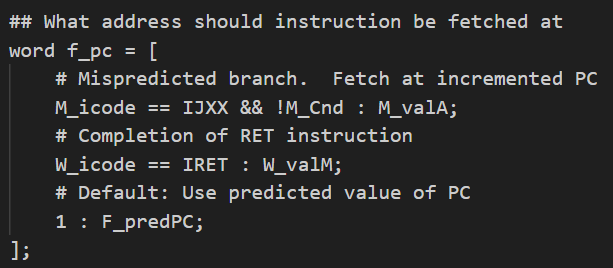 ## What address should instruction be fetched at
word f_pc = [
    # Mispredicted branch.  Fetch at incremented PC
    M_icode == IJXX && !M_Cnd : M_valA;
    # Completion of RET instruction
    W_icode == IRET : W_valM;
    # Default: Use predicted value of PC
    1 : F_predPC;
];